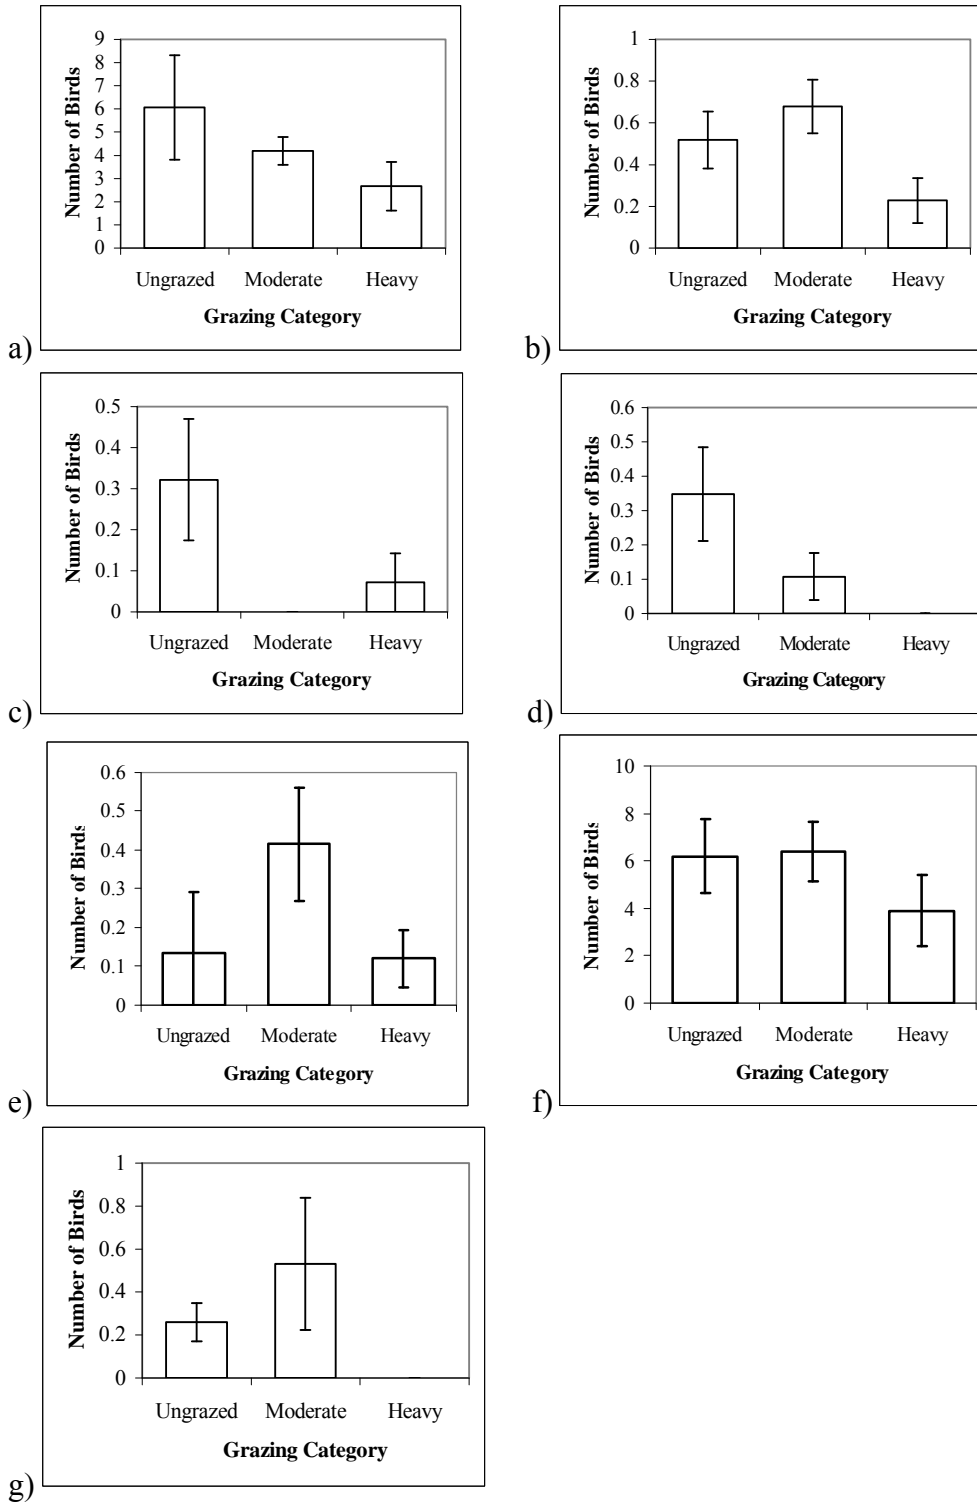 Number of Birds
9
8
7
6
5
4
3
2
1
0
Ungrazed Moderate Heavy
Grazing Category
a)
Number of Birds
1
0.8
0.6
0.4
0.2
0
Ungrazed Moderate Heavy
Grazing Category
b)
Number of Birds
0.5
0.4
0.3
0.2
0.1
0
Ungrazed Moderate Heavy
Grazing Category
c)
Number of Birds
0.6
0.5
0.4
0.3
0.2
0.1
0
Ungrazed Moderate Heavy
Grazing Category
d)
Number of Birds
0.6
0.5
0.4
0.3
0.2
0.1
0
Ungrazed Moderate Heavy
Grazing Category
e)
Number of Birds
10
8
6
4
2
0
Ungrazed Moderate Heavy
Grazing Category
f)
Number of Birds
1
0.8
0.6
0.4
0.2
0
Ungrazed Moderate Heavy
Grazing Category
g)